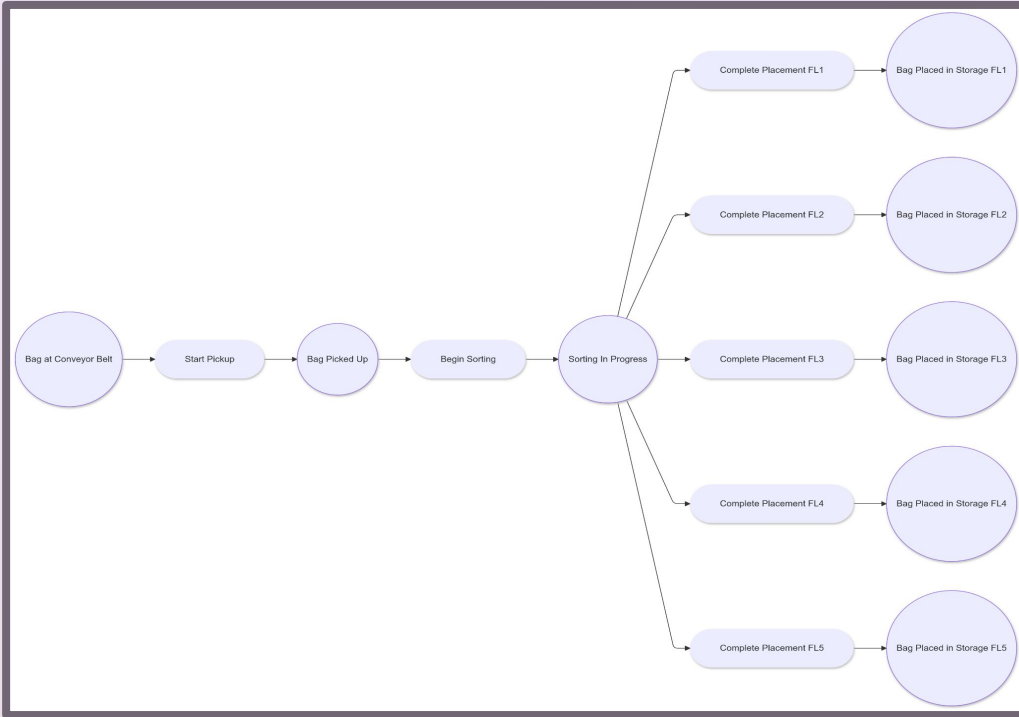 Complete Placement FL1
Bag Placed in Storage FL1
Complete Placement FL2
Bag Placed in Storage FL2
Bag at Conveyor Belt
Start Pickup
Bag Picked Up
Begin Sorting
Sorting In Progress
Complete Placement FL3
Bag Placed in Storage FL3
Complete Placement FL4
Bag Placed in Storage FL4
Complete Placement FL5
Bag Placed in Storage FL5